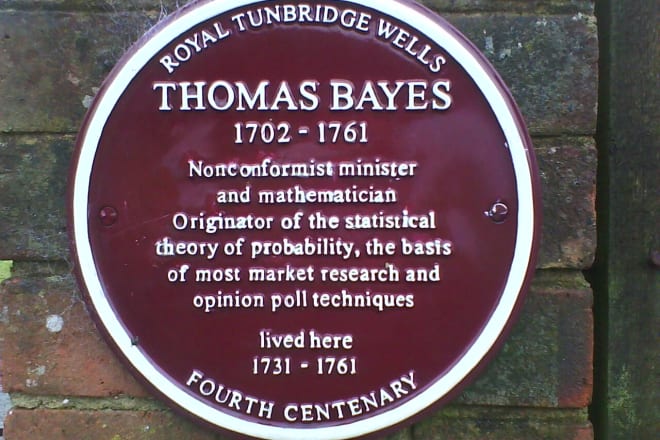 ROYAL TUNBRIDGE WELLS
THOMAS BAYES
1702 - 1761
Nonconformist minister
and mathematician
Originator of the statistical
theory of probability, the basis
of most market research and
opinion poll techniques
lived here
1731 - 1761
FOURTH CENTENARY